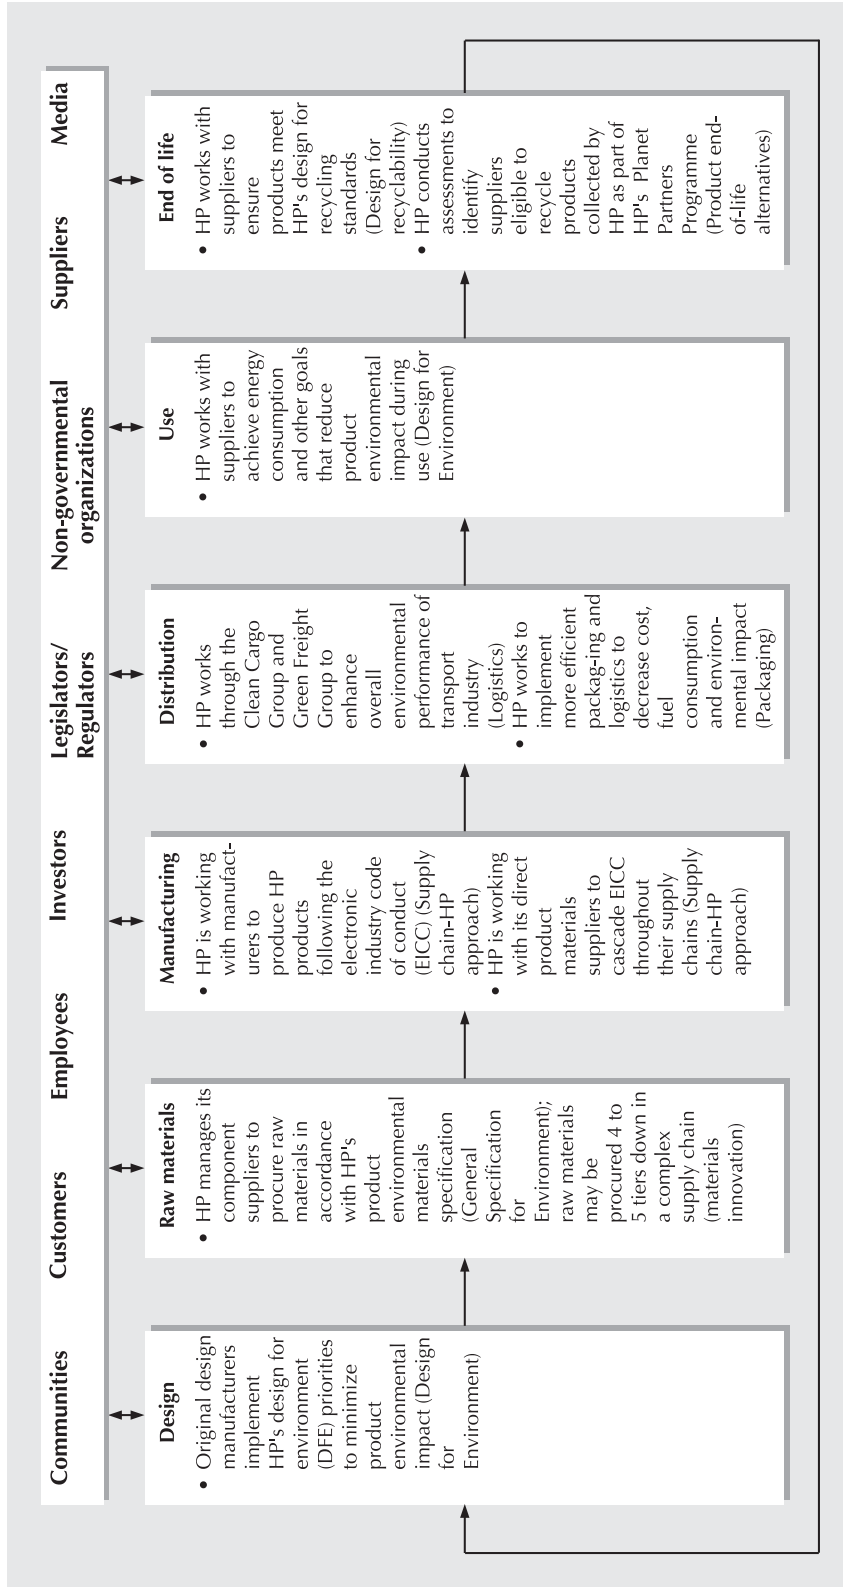 Communities
Customers
Employees
Investors
Legislators/
Regulators
Non-governmental
organizations
Suppliers
Media
Design
• Original design
manufacturers
implement
HP's design for
environment
(DFE) priorities
to minimize
product
environmental
impact (Design
for
Environment)
Raw materials
• HP manages its
component
suppliers to
procure raw
materials in
accordance
with HP's
product
environmental
materials
specification
(General
Specification
for
Environment);
raw materials
may be
procured 4 to
5 tiers down in
a complex
supply chain
(materials
innovation)
Manufacturing
• HP is working
with manufact-
urers to
produce HP
products
following the
electronic
industry code
of conduct
(EICC) (Supply
chain-HP
approach)
• HP is working
with its direct
product
materials
suppliers to
cascade EICC
throughout
their supply
chains (Supply
chain-HP
approach)
Distribution
• HP works
through the
Clean Cargo
Group and
Green Freight
Group to
enhance
overall
environmental
performance of
transport
industry
(Logistics)
• HP works to
implement
more efficient
packag-ing and
logistics to
decrease cost,
fuel
consumption
and environ-
mental impact
(Packaging)
Use
• HP works with
suppliers to
achieve energy
consumption
and other goals
that reduce
product
environmental
impact during
use (Design for
Environment)
End of life
• HP works with
suppliers to
ensure
products meet
HP's design for
recycling
standards
(Design for
recyclability)
• HP conducts
assessments to
identify
suppliers
eligible to
recycle
products
collected by
HP as part of
HP's Planet
Partners
Programme
(Product end-
of-life
alternatives)